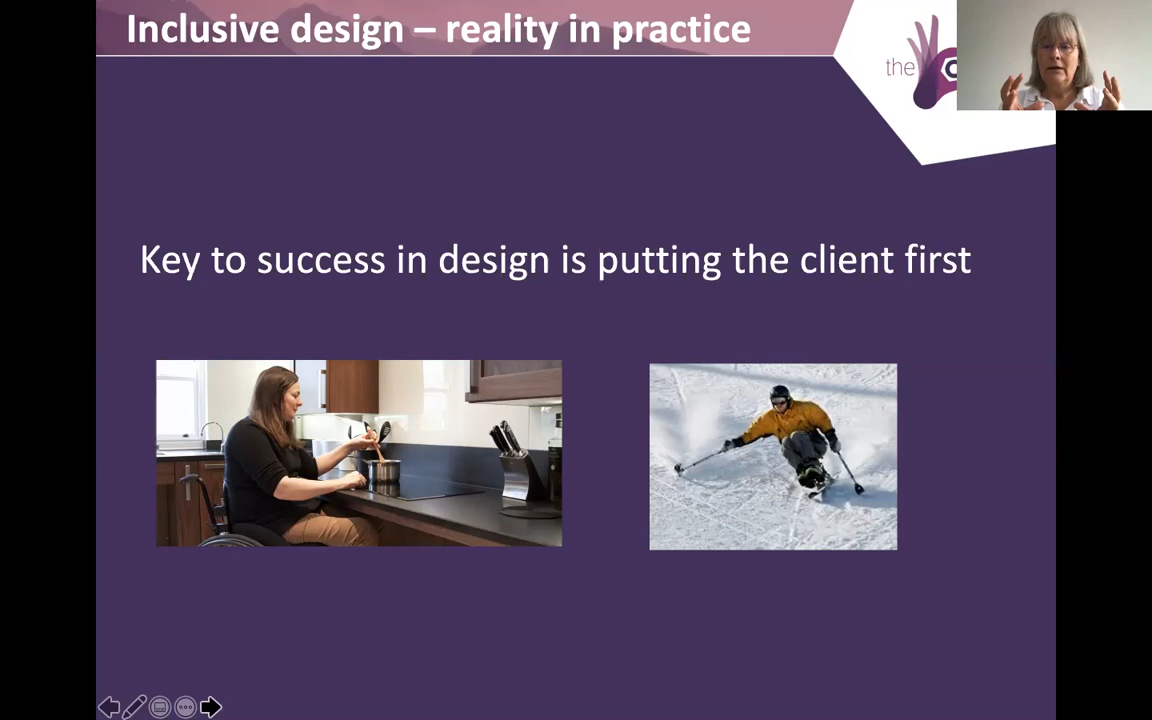 Inclusive design – reality in practice
the
Key to success in design is putting the client first